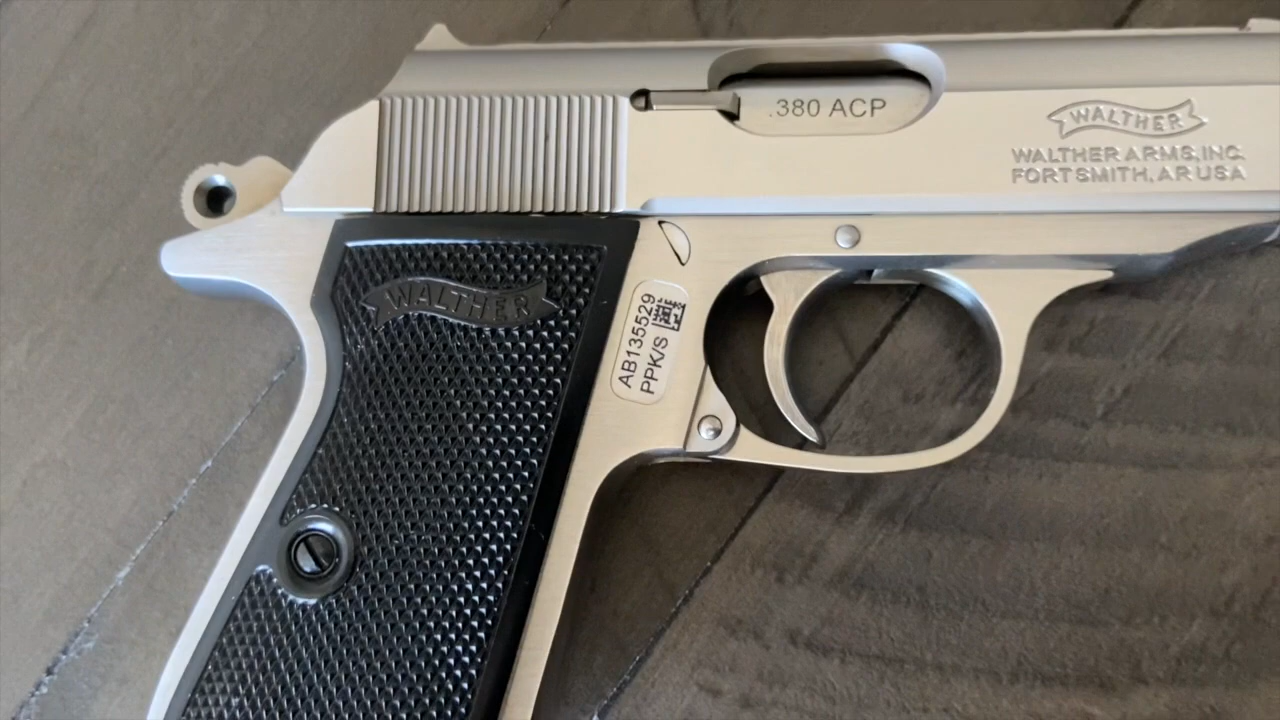 .380 ACP
WALTHER
WALTHER ARMS, INC.
FORT SMITH, AR USA
WALTHER
AB135529
PPK/S